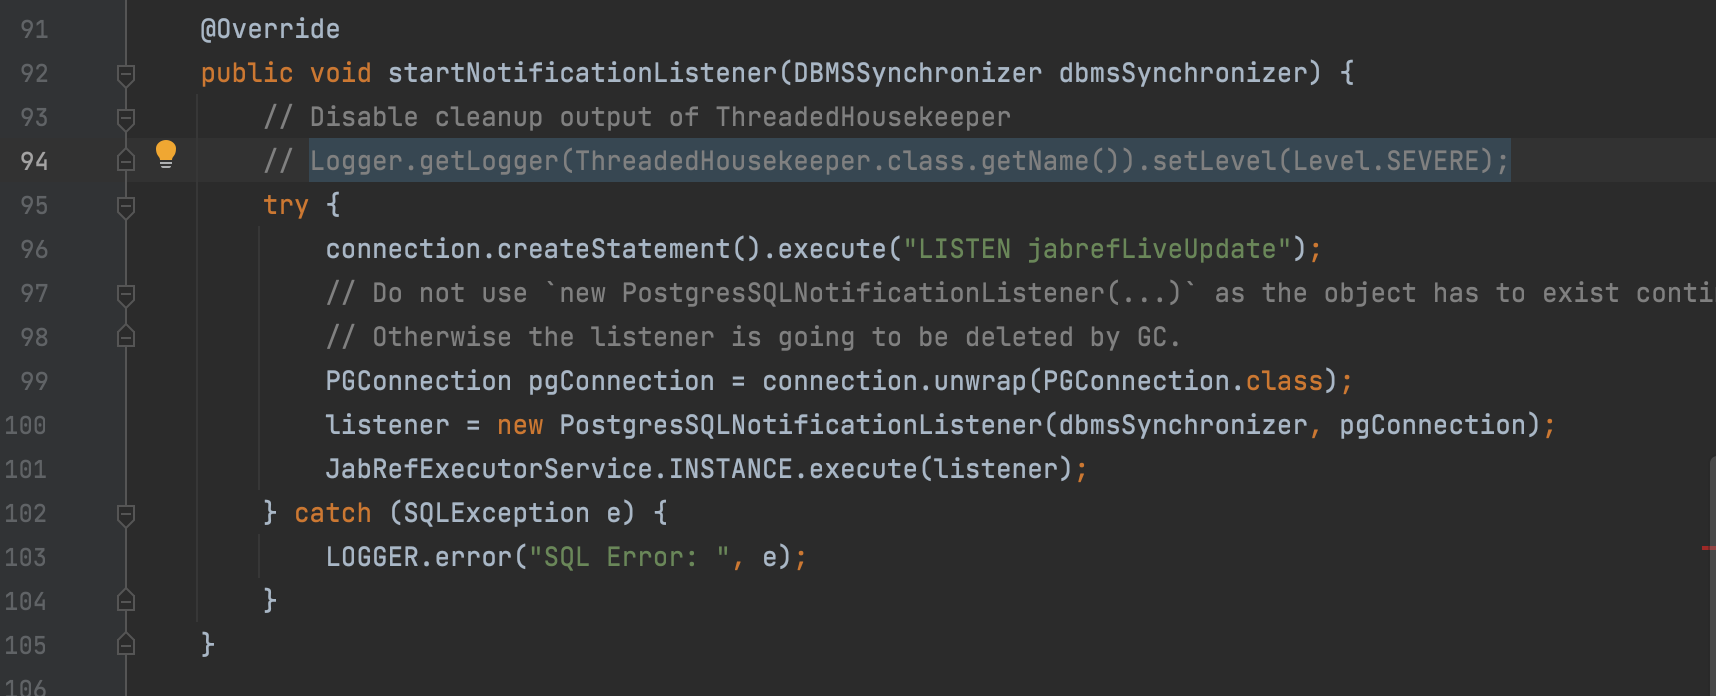 91 @Override
92 public void startNotificationListener(DBMSSynchronizer dbmsSynchronizer) {
93 // Disable cleanup output of ThreadedHousekeeper
94 // Logger.getLogger(ThreadedHousekeeper.class.getName()).setLevel(Level.SEVERE);
95 try {
96 connection.createStatement().execute("LISTEN jabrefLiveUpdate");
97 // Do not use `new PostgresSQLNotificationListener(...)` as the object has to exist conti
98 // Otherwise the listener is going to be deleted by GC.
99 PGConnection pgConnection = connection.unwrap(PGConnection.class);
100 listener = new PostgresSQLNotificationListener(dbmsSynchronizer, pgConnection);
101 JabRefExecutorService.INSTANCE.execute(listener);
102 } catch (SQLException e) {
103 LOGGER.error("SQL Error: ", e);
104 }
105 }
106